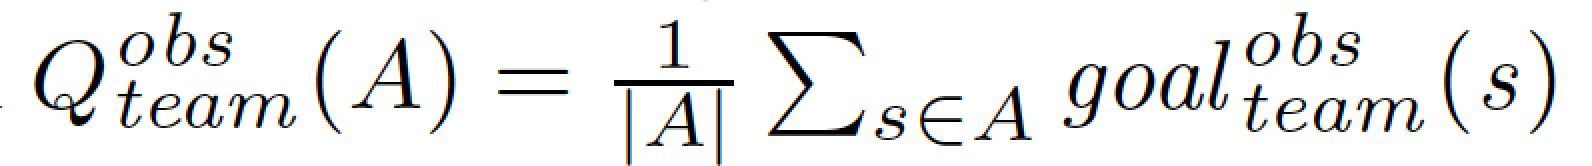 Q_{team}^{obs}(A) = \frac{1}{|A|} \sum_{s \in A} goal_{team}^{obs}(s)